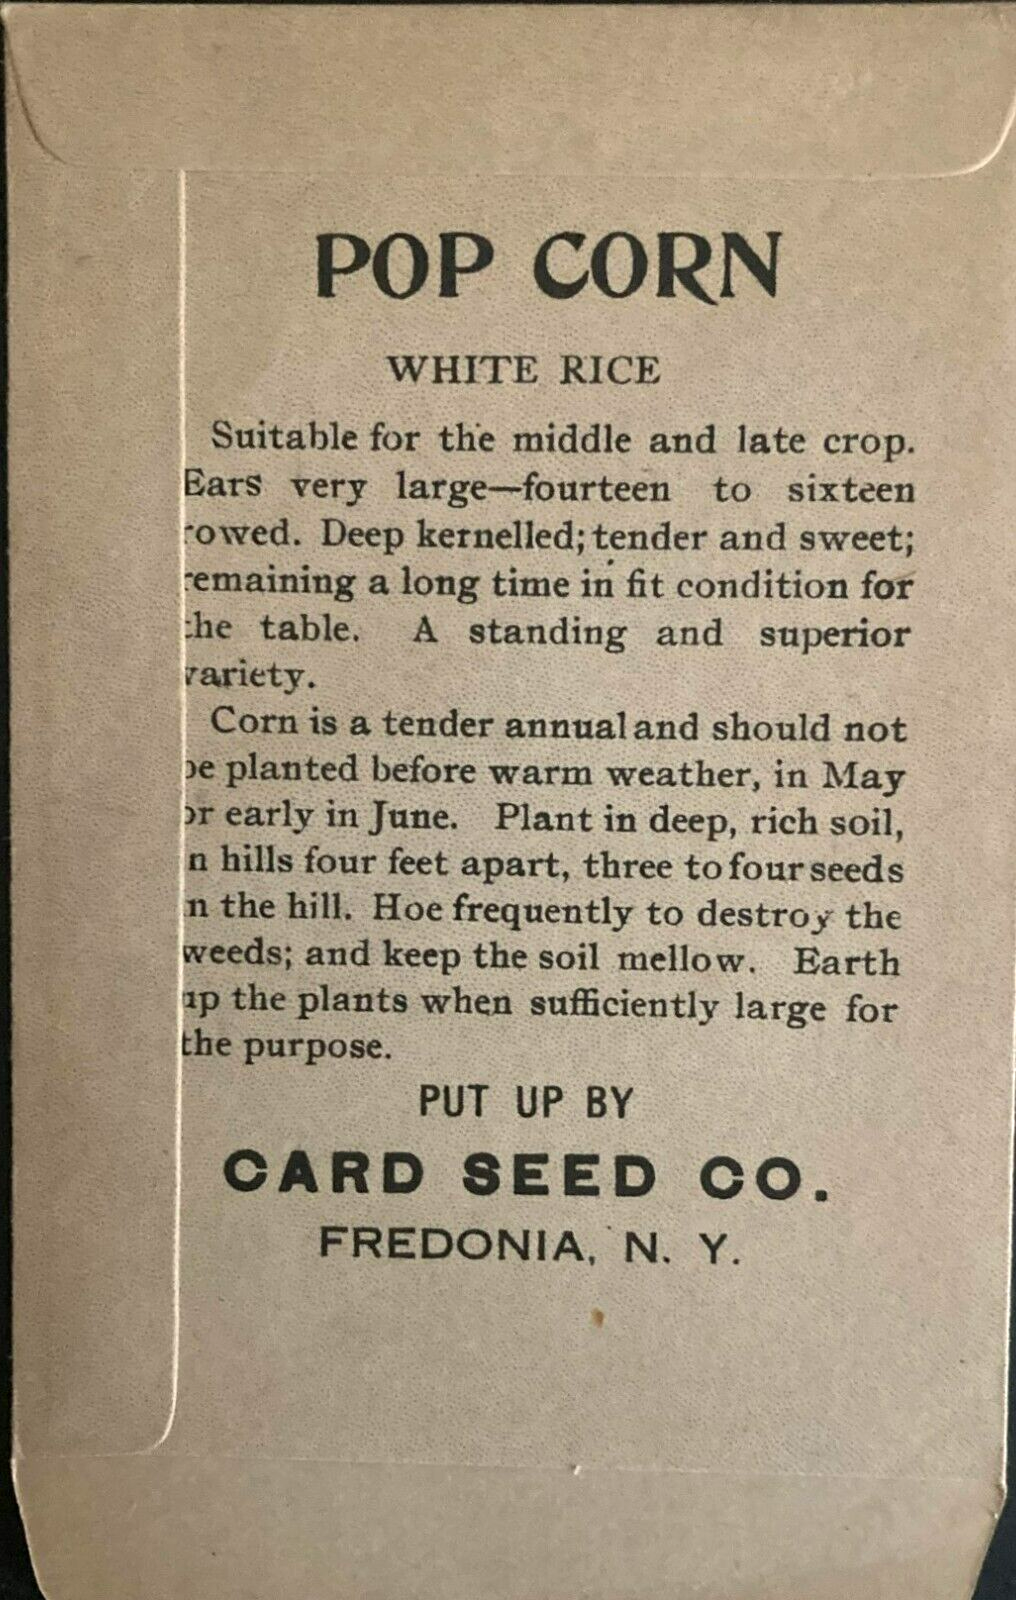 POP CORN
WHITE RICE
Suitable for the middle and late crop.
Ears very large—fourteen to sixteen
rowed. Deep kernelled; tender and sweet;
remaining a long time in fit condition for
the table. A standing and superior
variety.
Corn is a tender annual and should not
be planted before warm weather, in May
or early in June. Plant in deep, rich soil,
n hills four feet apart, three to four seeds
n the hill. Hoe frequently to destroy the
weeds; and keep the soil mellow. Earth
up the plants when sufficiently large for
the purpose.
PUT UP BY
CARD SEED CO.
FREDONIA, N. Y.